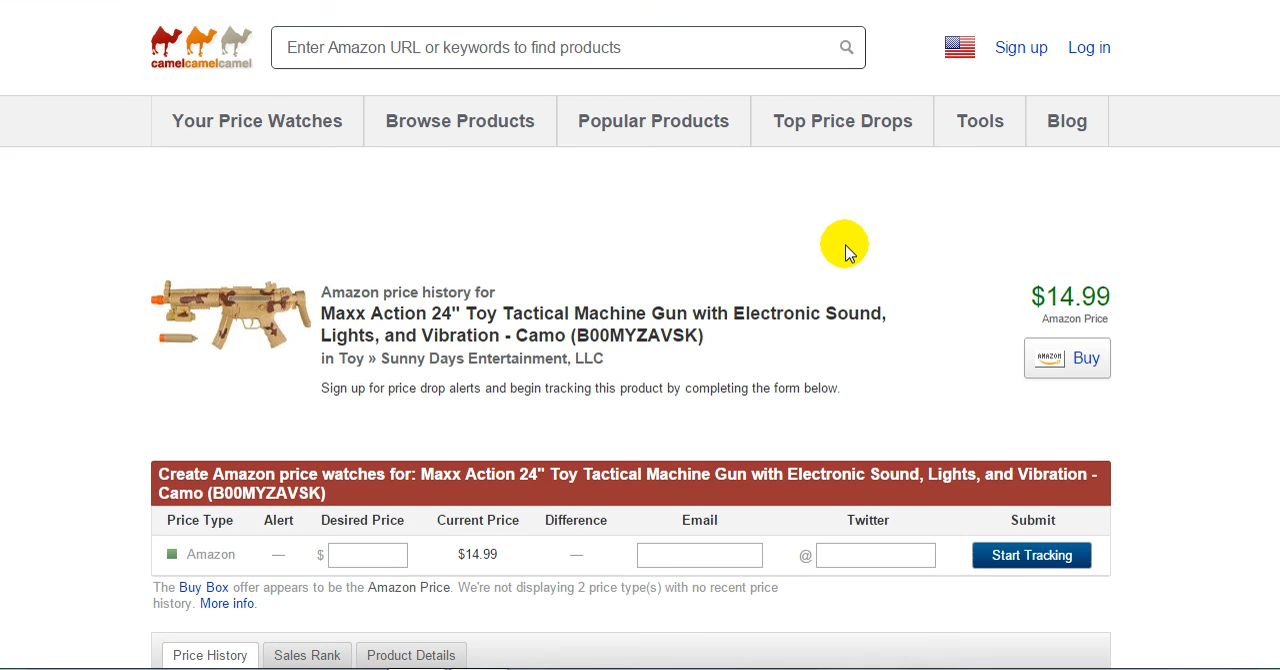 camelcamelcamel
Enter Amazon URL or keywords to find products
Sign up
Log in
Your Price Watches
Browse Products
Popular Products
Top Price Drops
Tools
Blog
Amazon price history for
Maxx Action 24" Toy Tactical Machine Gun with Electronic Sound,
Lights, and Vibration - Camo (B00MYZAVSK)
in Toy » Sunny Days Entertainment, LLC
Sign up for price drop alerts and begin tracking this product by completing the form below.
$14.99
Amazon Price
AMAZON Buy
Create Amazon price watches for: Maxx Action 24" Toy Tactical Machine Gun with Electronic Sound, Lights, and Vibration -
Camo (B00MYZAVSK)
Price Type Alert Desired Price Current Price Difference Email Twitter Submit
Amazon — $ $14.99 — @ Start Tracking
The Buy Box offer appears to be the Amazon Price. We're not displaying 2 price type(s) with no recent price
history. More info.
Price History
Sales Rank
Product Details